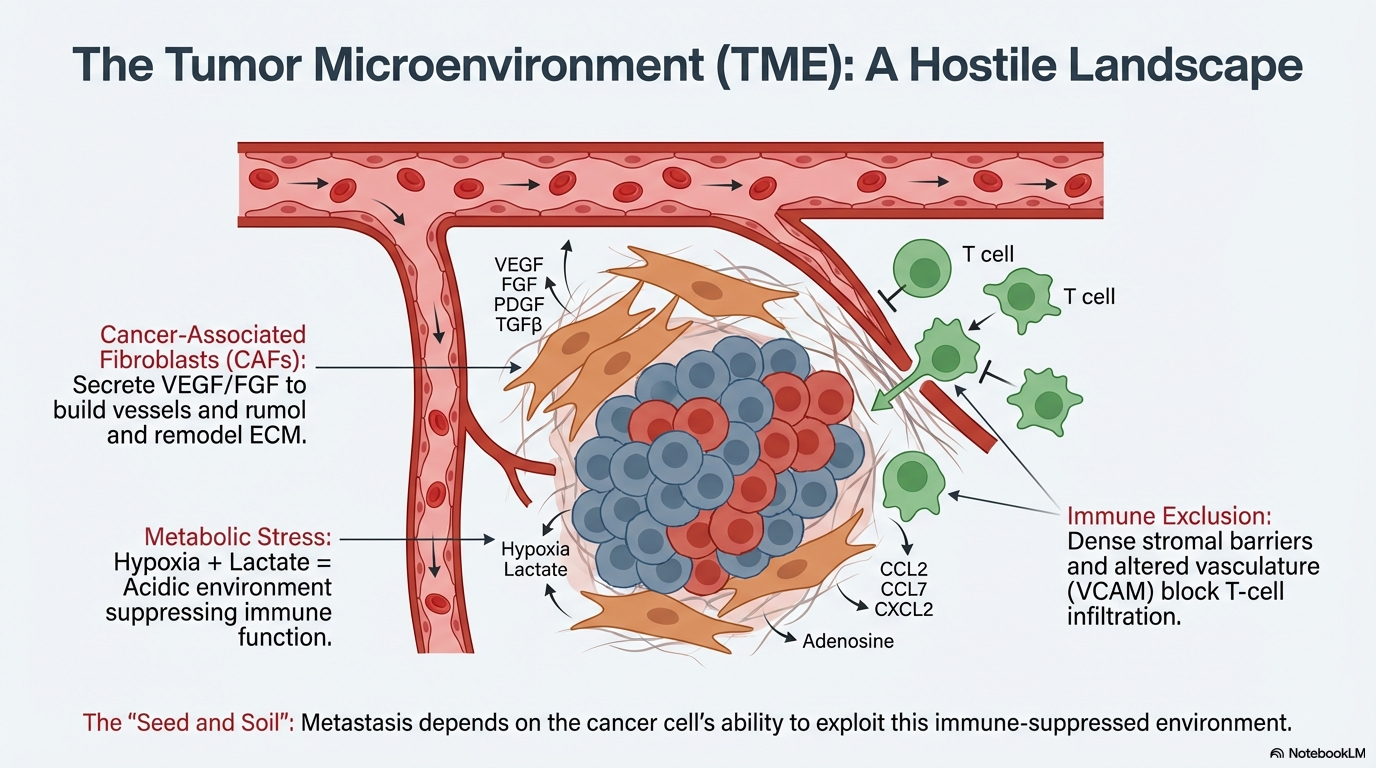 The Tumor Microenvironment (TME): A Hostile Landscape
VEGF
FGF
PDGF
TGFβ
T cell
T cell
Cancer-Associated
Fibroblasts (CAFs):
Secrete VEGF/FGF to
build vessels and rumol
and remodel ECM.
Metabolic Stress:
Hypoxia + Lactate =
Acidic environment
suppressing immune
function.
Hypoxia
Lactate
CCL2
CCL7
CXCL2
Adenosine
Immune Exclusion:
Dense stromal barriers
and altered vasculature
(VCAM) block T-cell
infiltration.
The “Seed and Soil”: Metastasis depends on the cancer cell’s ability to exploit this immune-suppressed environment.
NotebookLM